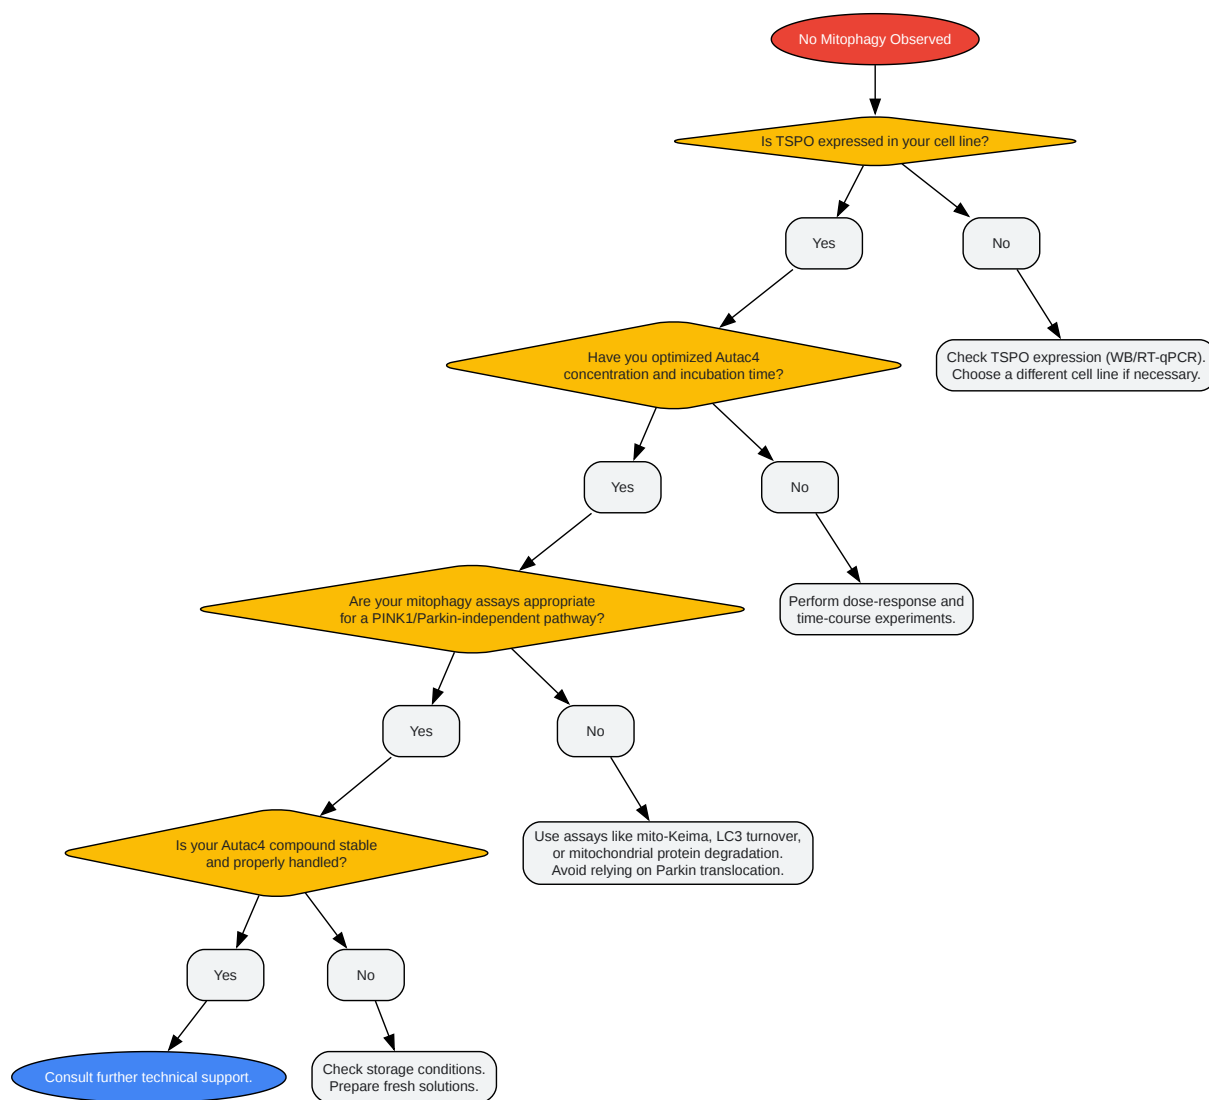 No Mitophagy Observed
Is TSPO expressed in your cell line?
Yes
No
Have you optimized Autac4
concentration and incubation time?
Check TSPO expression (WB/RT-qPCR).
Choose a different cell line if necessary.
Yes
No
Are your mitophagy assays appropriate
for a PINK1/Parkin-independent pathway?
Perform dose-response and
time-course experiments.
Yes
No
Is your Autac4 compound stable
and properly handled?
Use assays like mito-Keima, LC3 turnover,
or mitochondrial protein degradation.
Avoid relying on Parkin translocation.
Yes
No
Consult further technical support.
Check storage conditions.
Prepare fresh solutions.